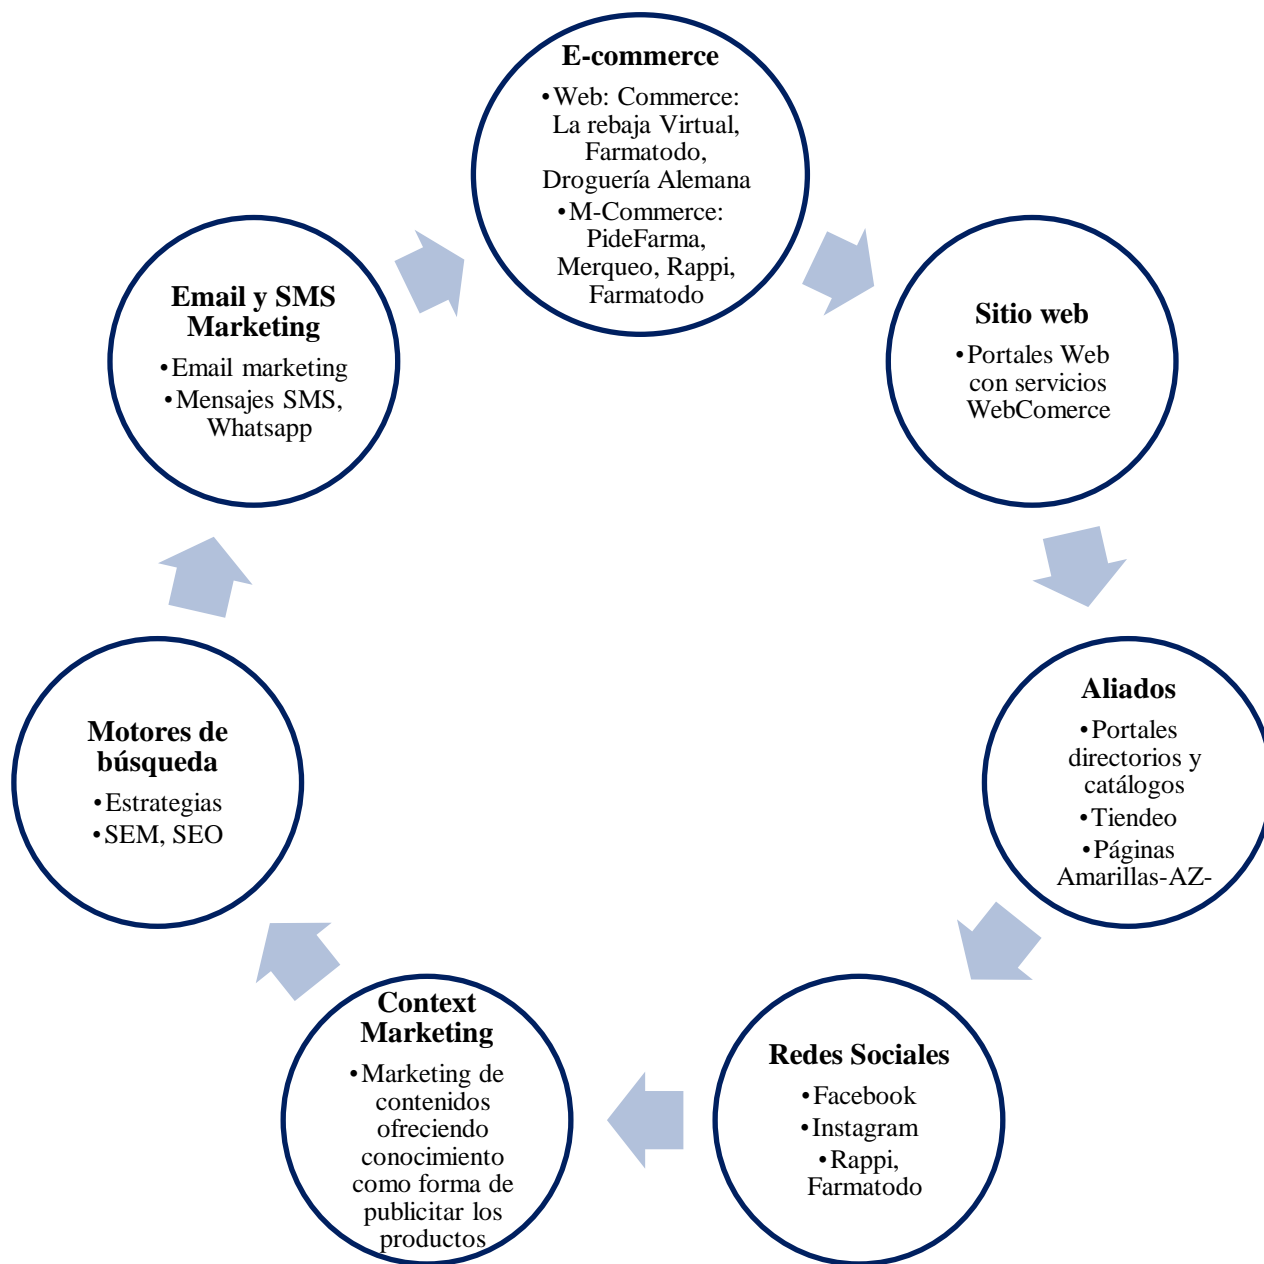 E-commerce
•Web: Commerce:
La rebaja Virtual,
Farmatodo,
Droguería Alemana
•M-Commerce:
PideFarma,
Merqueo, Rappi,
Farmatodo
Sitio web
•Portales Web
con servicios
WebComerce
Aliados
•Portales
directorios y
catálogos
•Tiendeo
•Páginas
Amarillas-AZ-
Redes Sociales
•Facebook
•Instagram
•Rappi,
Farmatodo
Context
Marketing
•Marketing de
contenidos
ofreciendo
conocimiento
como forma de
publicitar los
productos
Motores de
búsqueda
•Estrategias
•SEM, SEO
Email y SMS
Marketing
•Email marketing
•Mensajes SMS,
Whatsapp